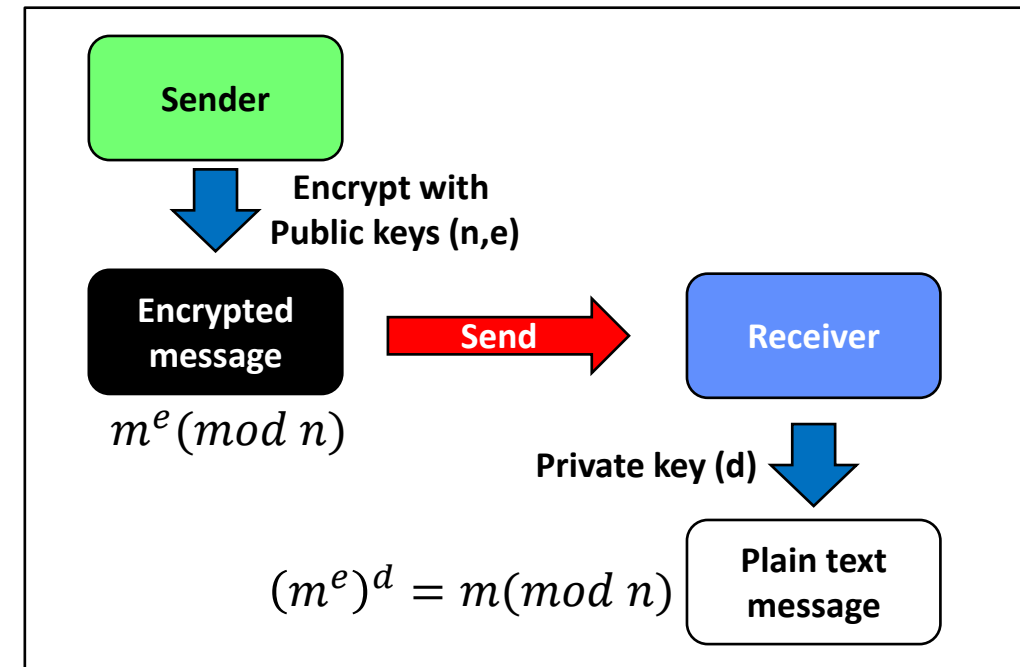 Sender
Encrypt with
Public keys (n,e)
Encrypted
message
Send
Receiver
m^e(mod n)
Private key (d)
(m^e)^d = m(mod n)
Plain text
message